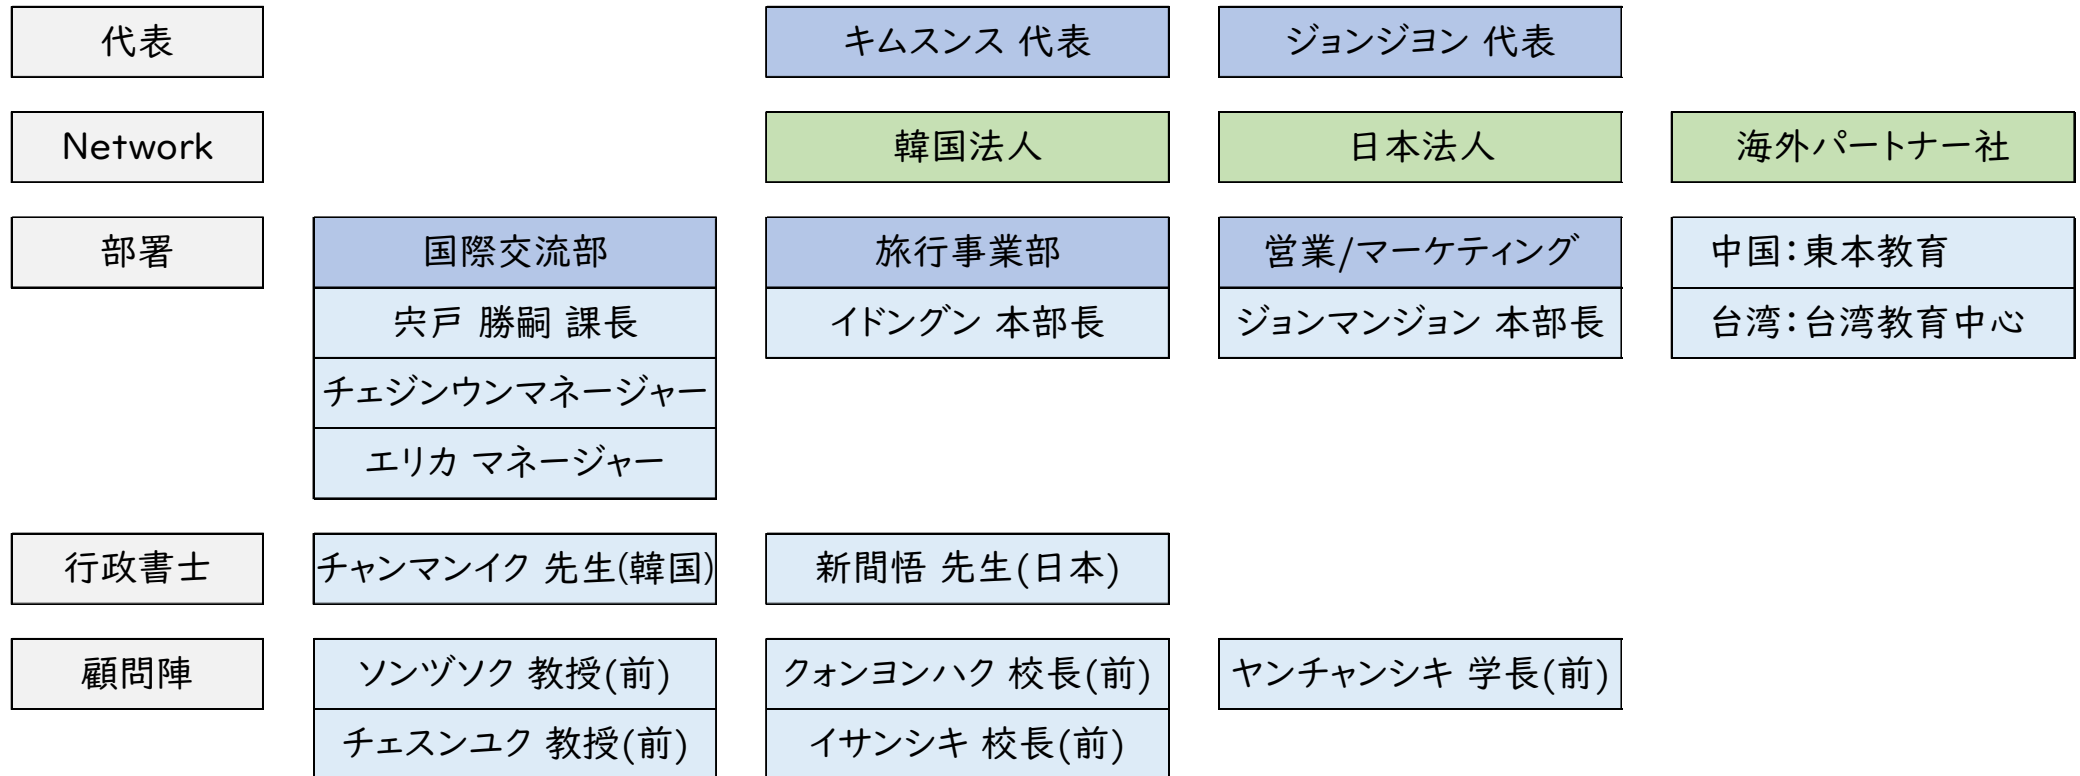 代表
キムスンス 代表
ジョンジヨン 代表
Network
韓国法人
日本法人
海外パートナー社
部署
国際交流部
旅行事業部
営業/マーケティング
中国：東本教育
宍戸 勝嗣 課長
イドングン 本部長
ジョンマンジョン 本部長
台湾：台湾教育中心
チェジンウンマネージャー
エリカ マネージャー
行政書士
チャンマンイク 先生(韓国)
新間悟 先生(日本)
顧問陣
ソンヅソク 教授(前)
クォンヨンハク 校長(前)
ヤンチャンシキ 学長(前)
チェスンユク 教授(前)
イサンシキ 校長(前)